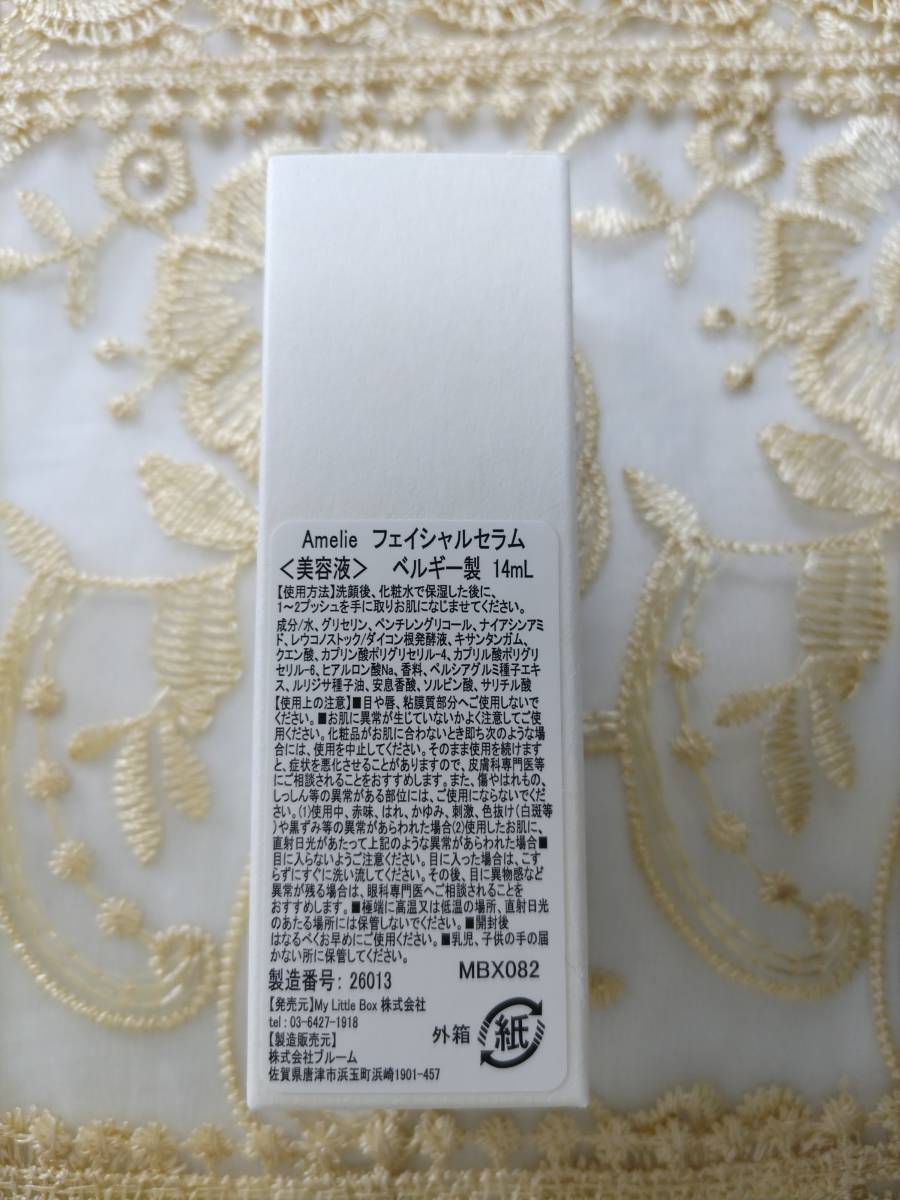 Amelie フェイシャルセラム
＜美容液＞ ベルギー製 14mL
【使用方法】洗顔後、化粧水で保湿した後に、
1～2プッシュを手に取りお肌になじませてください。
成分/水、グリセリン、ペンチレングリコール、ナイアシンアミ
ド、レウコノストック/ダイコン根発酵液、キサンタンガム、
クエン酸、カプリン酸ポリグリセリル-4、カプリル酸ポリグリ
セリル-6、ヒアルロン酸Na、香料、ペルシアグルミ種子エキ
ス、ルリジサ種子油、安息香酸、ソルビン酸、サリチル酸
【使用上の注意】■目や唇、粘膜質部分へご使用しないで
ください。■お肌に異常が生じていないかよく注意してご使
用ください。化粧品がお肌に合わないとき即ち次のような場
合には、使用を中止してください。そのまま使用を続けます
と、症状を悪化させることがありますので、皮膚科専門医等
にご相談されることをおすすめします。また、傷やはれもの、
しっしん等の異常がある部位には、ご使用にならないでくだ
さい。(1)使用中、赤味、はれ、かゆみ、刺激、色抜け(白斑等
)や黒ずみ等の異常があらわれた場合(2)使用したお肌に、
直射日光があたって上記のような異常があらわれた場合■
目に入らないようご注意ください。目に入った場合は、こす
らずにすぐに洗い流してください。その後、目に異物感など
異常が残る場合は、眼科専門医へご相談されることを
おすすめします。■極端に高温又は低温の場所、直射日光
のあたる場所には保管しないでください。■開封後
はなるべくお早めにご使用ください。■乳児、子供の手の届
かない所に保管してください。
製造番号: 26013
MBX082
【発売元】My Little Box 株式会社
tel : 03-6427-1918
【製造販売元】
株式会社ブルーム
佐賀県唐津市浜玉町浜崎1901-457
外箱 紙